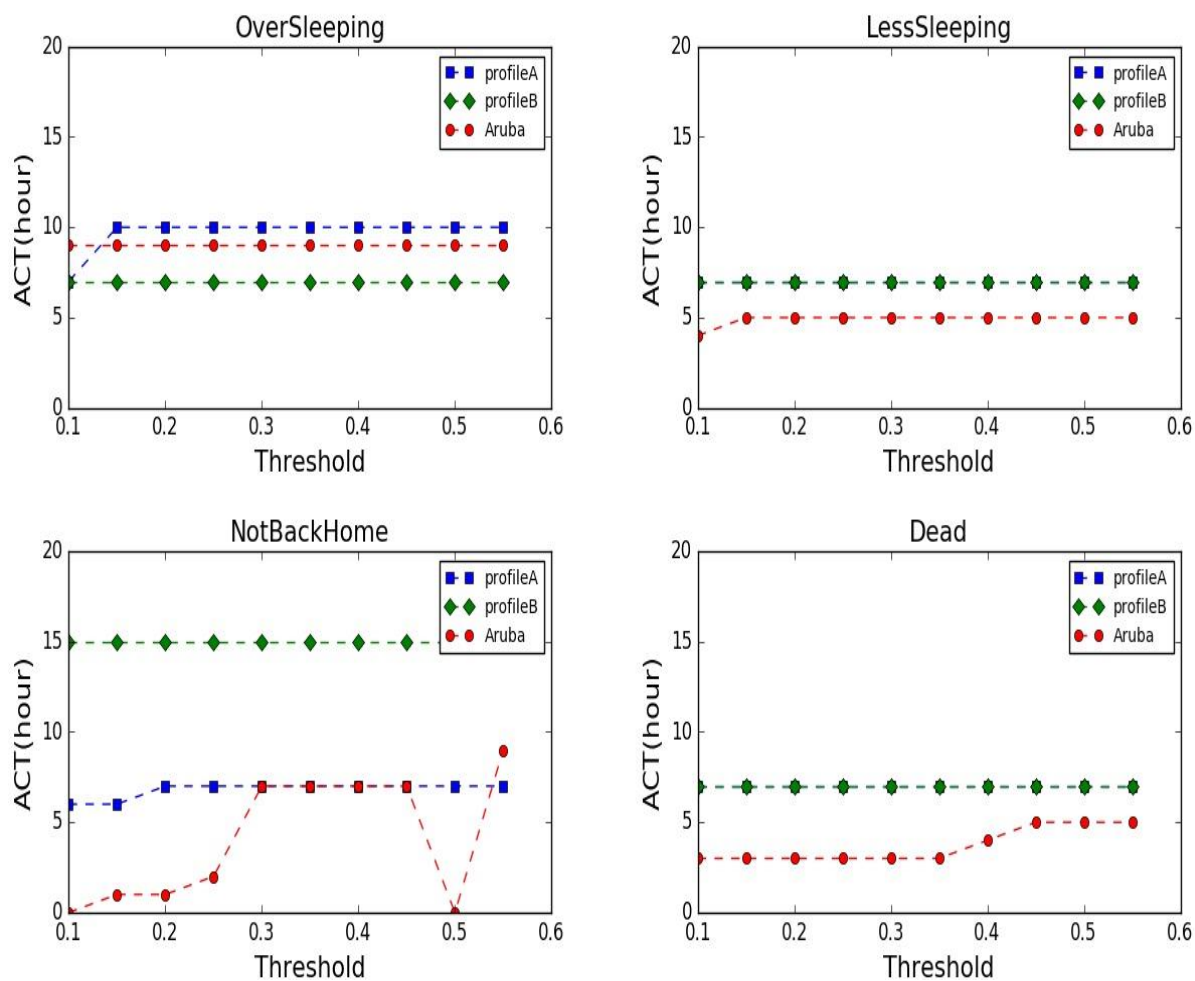 OverSleeping
20
15
10
5
0
ACT(hour)
0.1 0.2 0.3 0.4 0.5 0.6
Threshold
profileA
profileB
Aruba
LessSleeping
20
15
10
5
0
ACT(hour)
0.1 0.2 0.3 0.4 0.5 0.6
Threshold
profileA
profileB
Aruba
NotBackHome
20
15
10
5
0
ACT(hour)
0.1 0.2 0.3 0.4 0.5 0.6
Threshold
profileA
profileB
Aruba
Dead
20
15
10
5
0
ACT(hour)
0.1 0.2 0.3 0.4 0.5 0.6
Threshold
profileA
profileB
Aruba